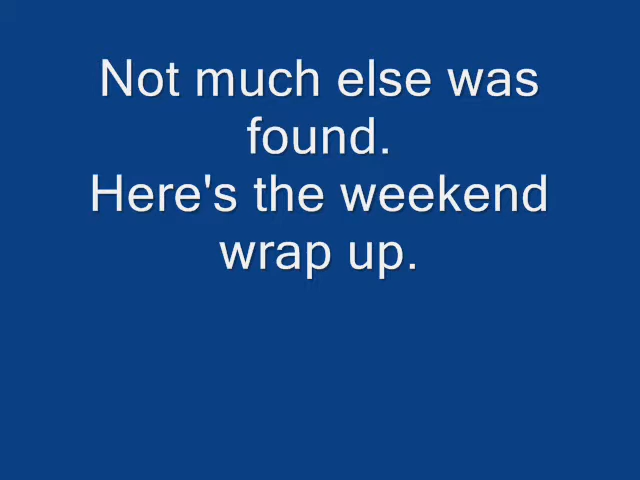 Not much else was
found.
Here's the weekend
wrap up.